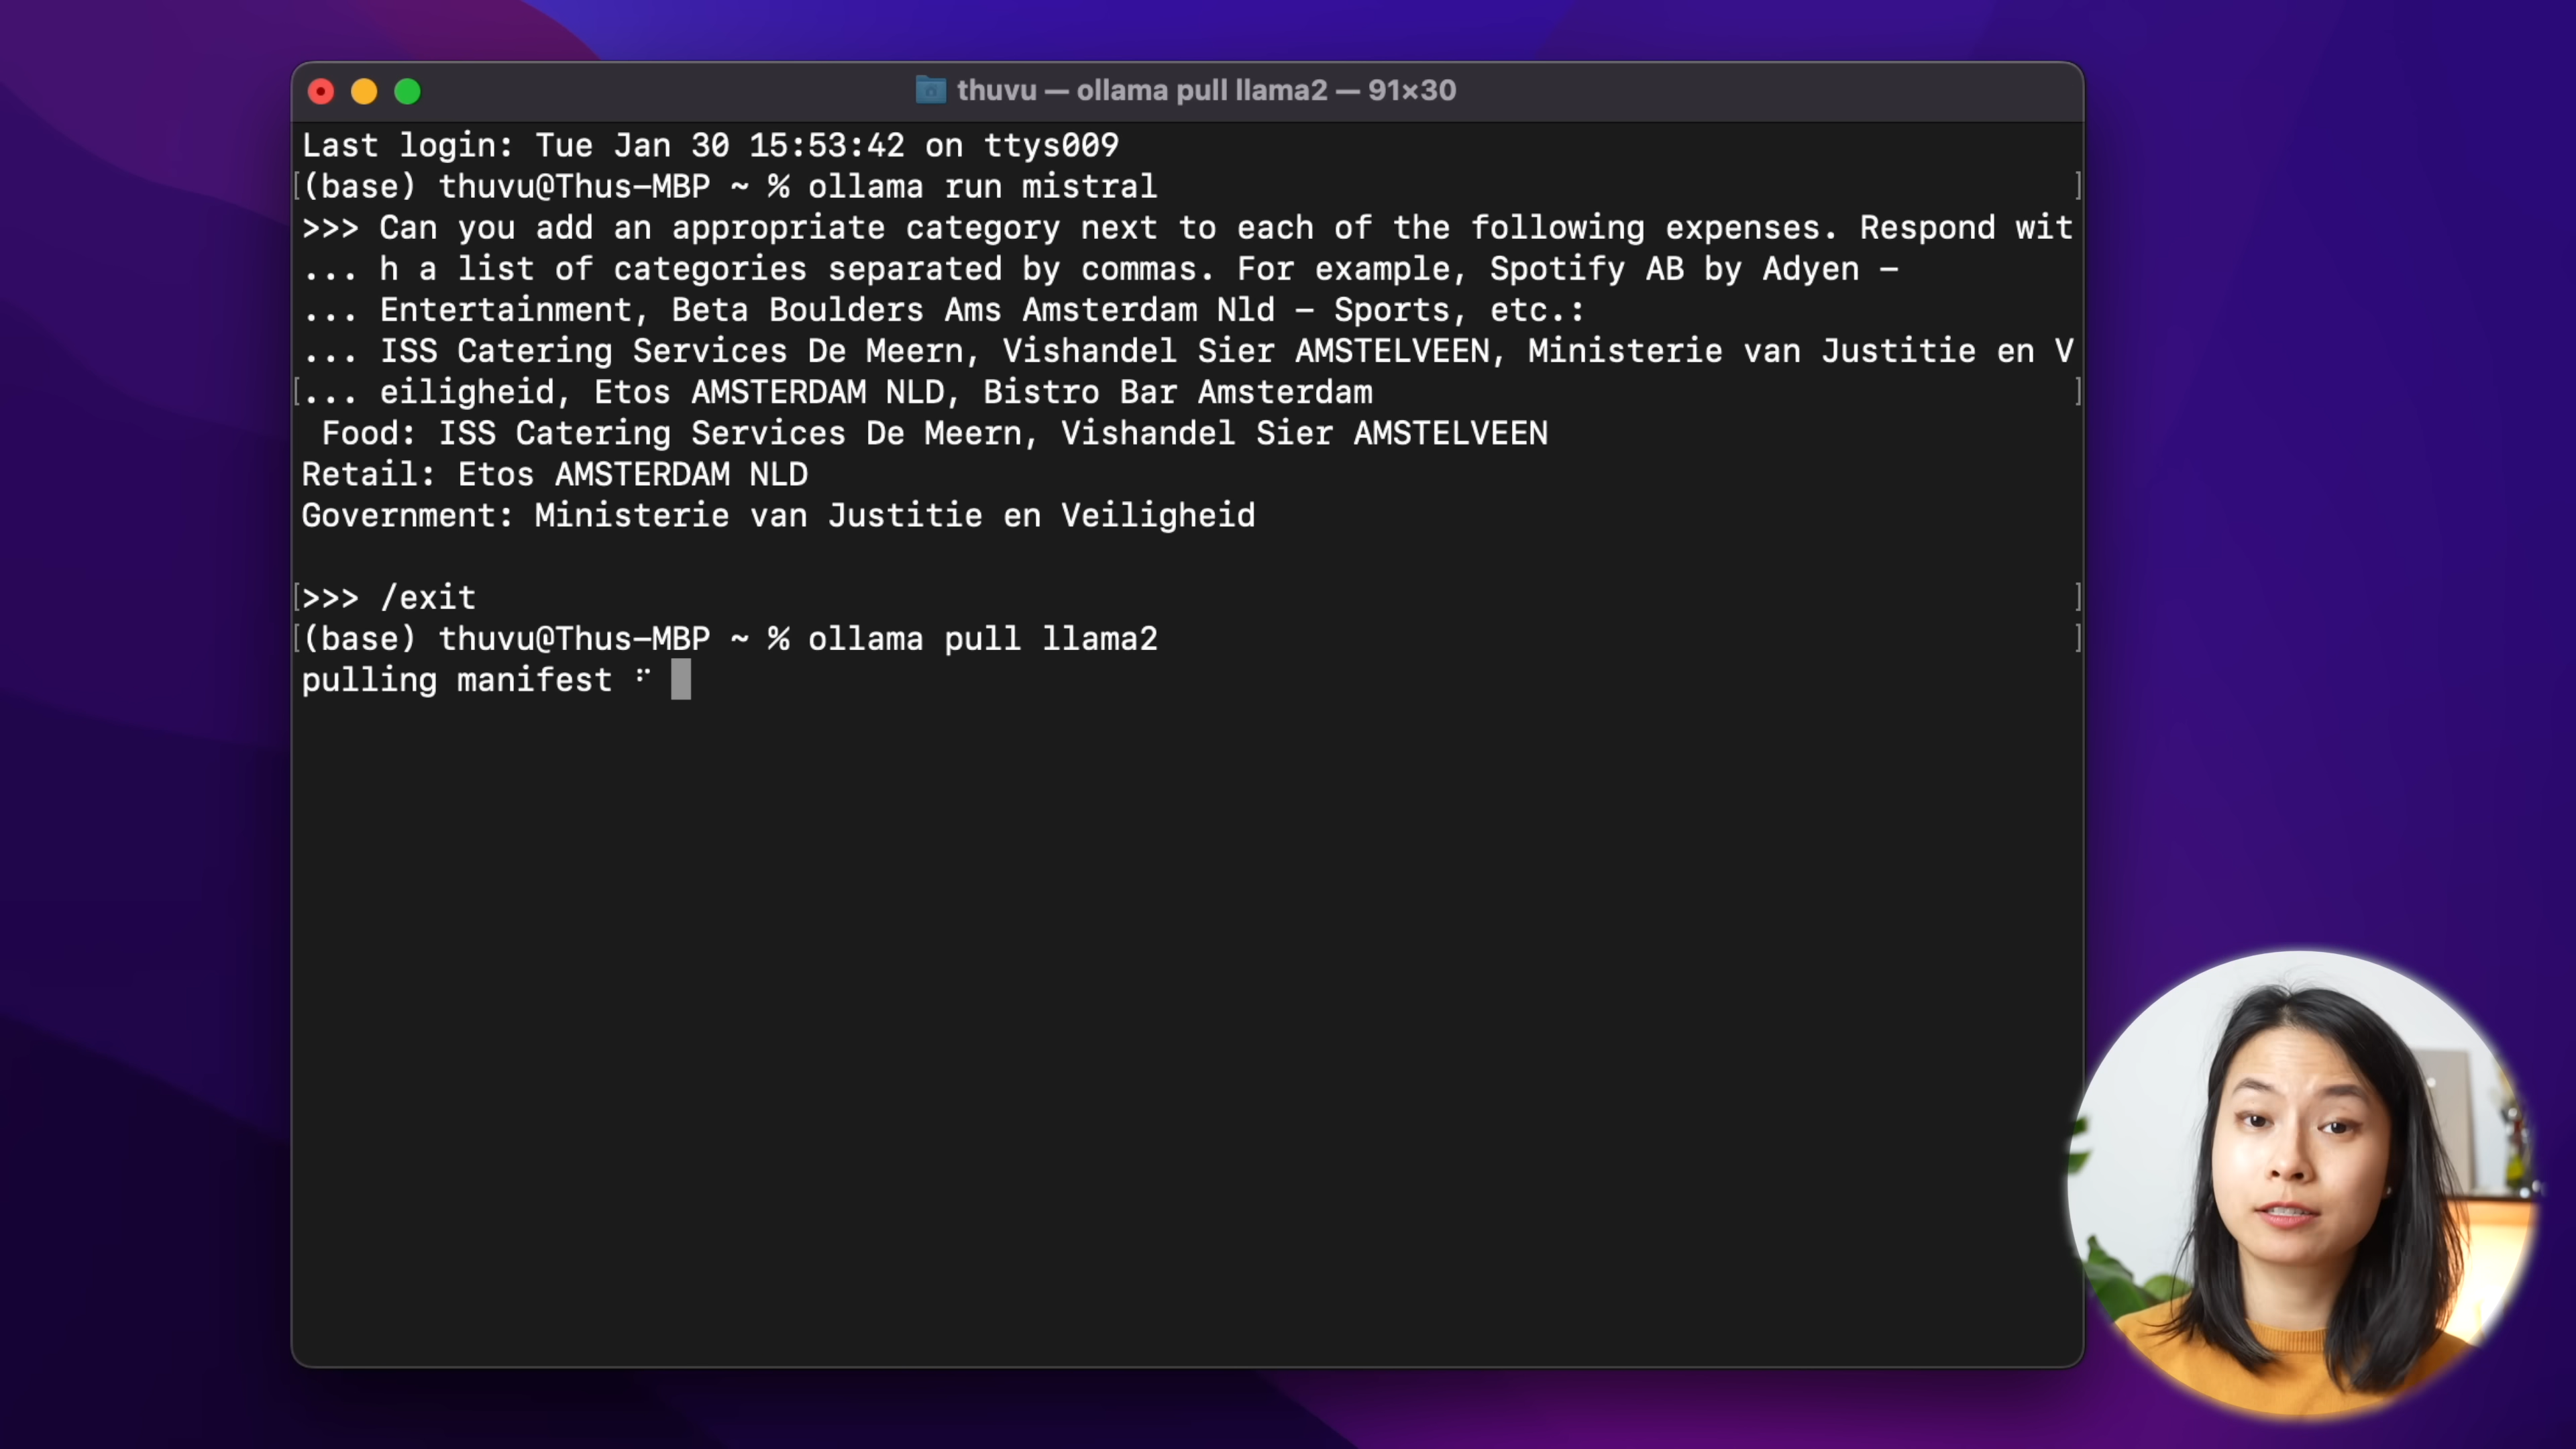 thuvu — ollama pull llama2 — 91×30
Last login: Tue Jan 30 15:53:42 on ttys009
[(base) thuvu@Thus-MBP ~ % ollama run mistral ]
>>> Can you add an appropriate category next to each of the following expenses. Respond wit
... h a list of categories separated by commas. For example, Spotify AB by Adyen –
... Entertainment, Beta Boulders Ams Amsterdam Nld – Sports, etc.:
... ISS Catering Services De Meern, Vishandel Sier AMSTELVEEN, Ministerie van Justitie en V
[... eiligheid, Etos AMSTERDAM NLD, Bistro Bar Amsterdam ]
Food: ISS Catering Services De Meern, Vishandel Sier AMSTELVEEN
Retail: Etos AMSTERDAM NLD
Government: Ministerie van Justitie en Veiligheid
[>>> /exit ]
[(base) thuvu@Thus-MBP ~ % ollama pull llama2 ]
pulling manifest ⠋